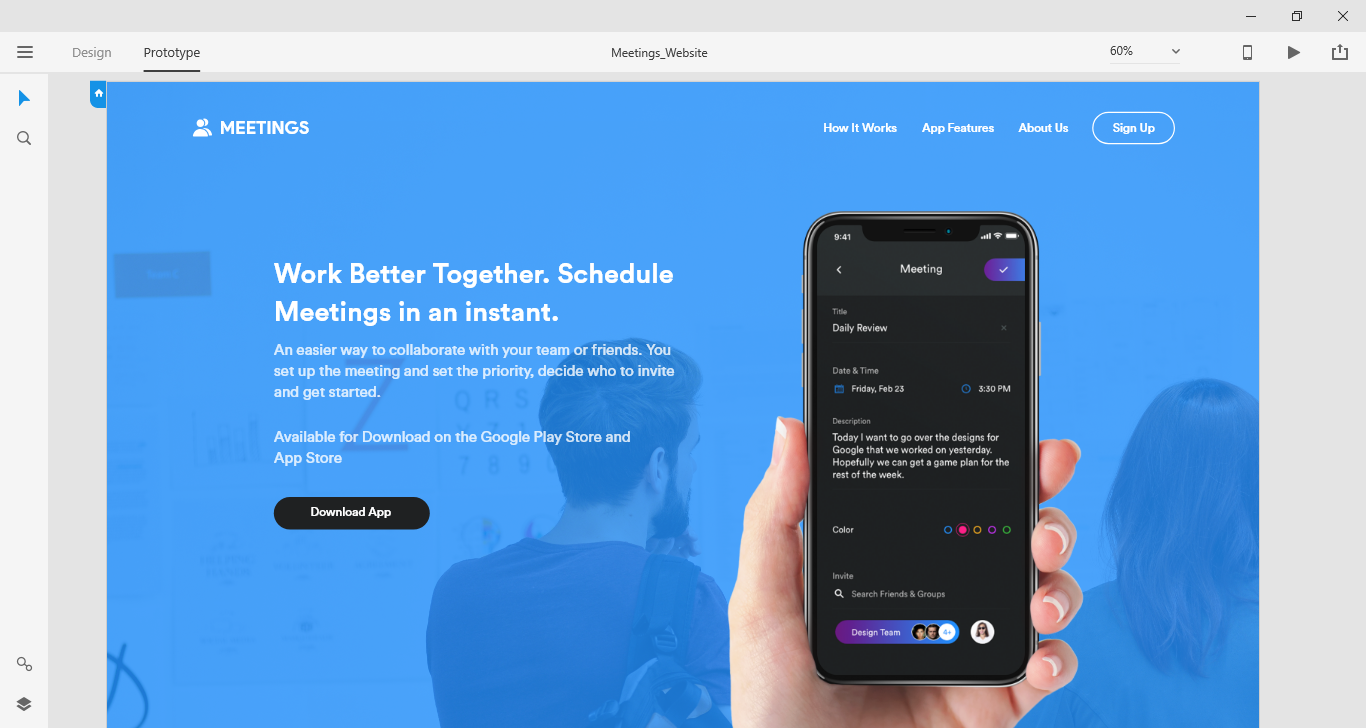 Design
Prototype
Meetings_Website
60%
MEETINGS
How It Works
App Features
About Us
Sign Up
Work Better Together. Schedule
Meetings in an instant.
An easier way to collaborate with your team or friends. You
set up the meeting and set the priority, decide who to invite
and get started.
Available for Download on the Google Play Store and
App Store
Download App
9:41
Meeting
Title
Daily Review
Date & Time
Friday, Feb 23
3:30 PM
Description
Today I want to go over the designs for
Google that we worked on yesterday.
Hopefully we can get a game plan for the
rest of the week.
Color
Invite
Search Friends & Groups
Design Team
4+
Q R S
7 8 9